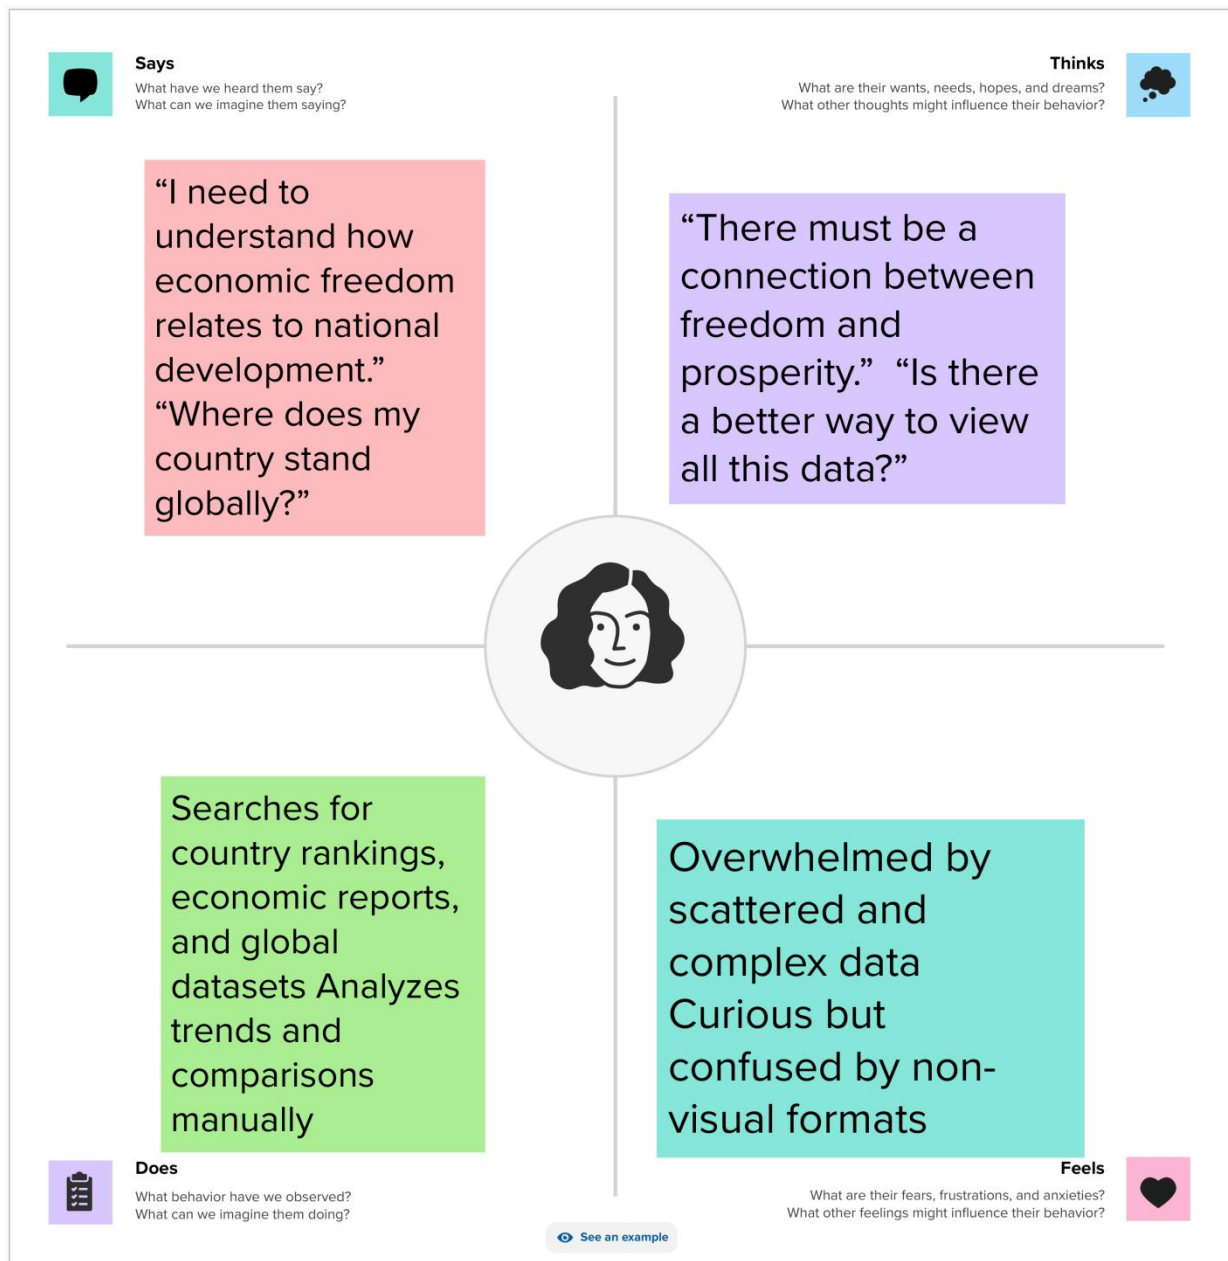 Says
What have we heard them say?
What can we imagine them saying?
Thinks
What are their wants, needs, hopes, and dreams?
What other thoughts might influence their behavior?
“I need to
understand how
economic freedom
relates to national
development.”
“Where does my
country stand
globally?”
“There must be a
connection between
freedom and
prosperity.”  “Is there
a better way to view
all this data?”
Searches for
country rankings,
economic reports,
and global
datasets Analyzes
trends and
comparisons
manually
Overwhelmed by
scattered and
complex data
Curious but
confused by non-
visual formats
Does
What behavior have we observed?
What can we imagine them doing?
Feels
What are their fears, frustrations, and anxieties?
What other feelings might influence their behavior?
See an example